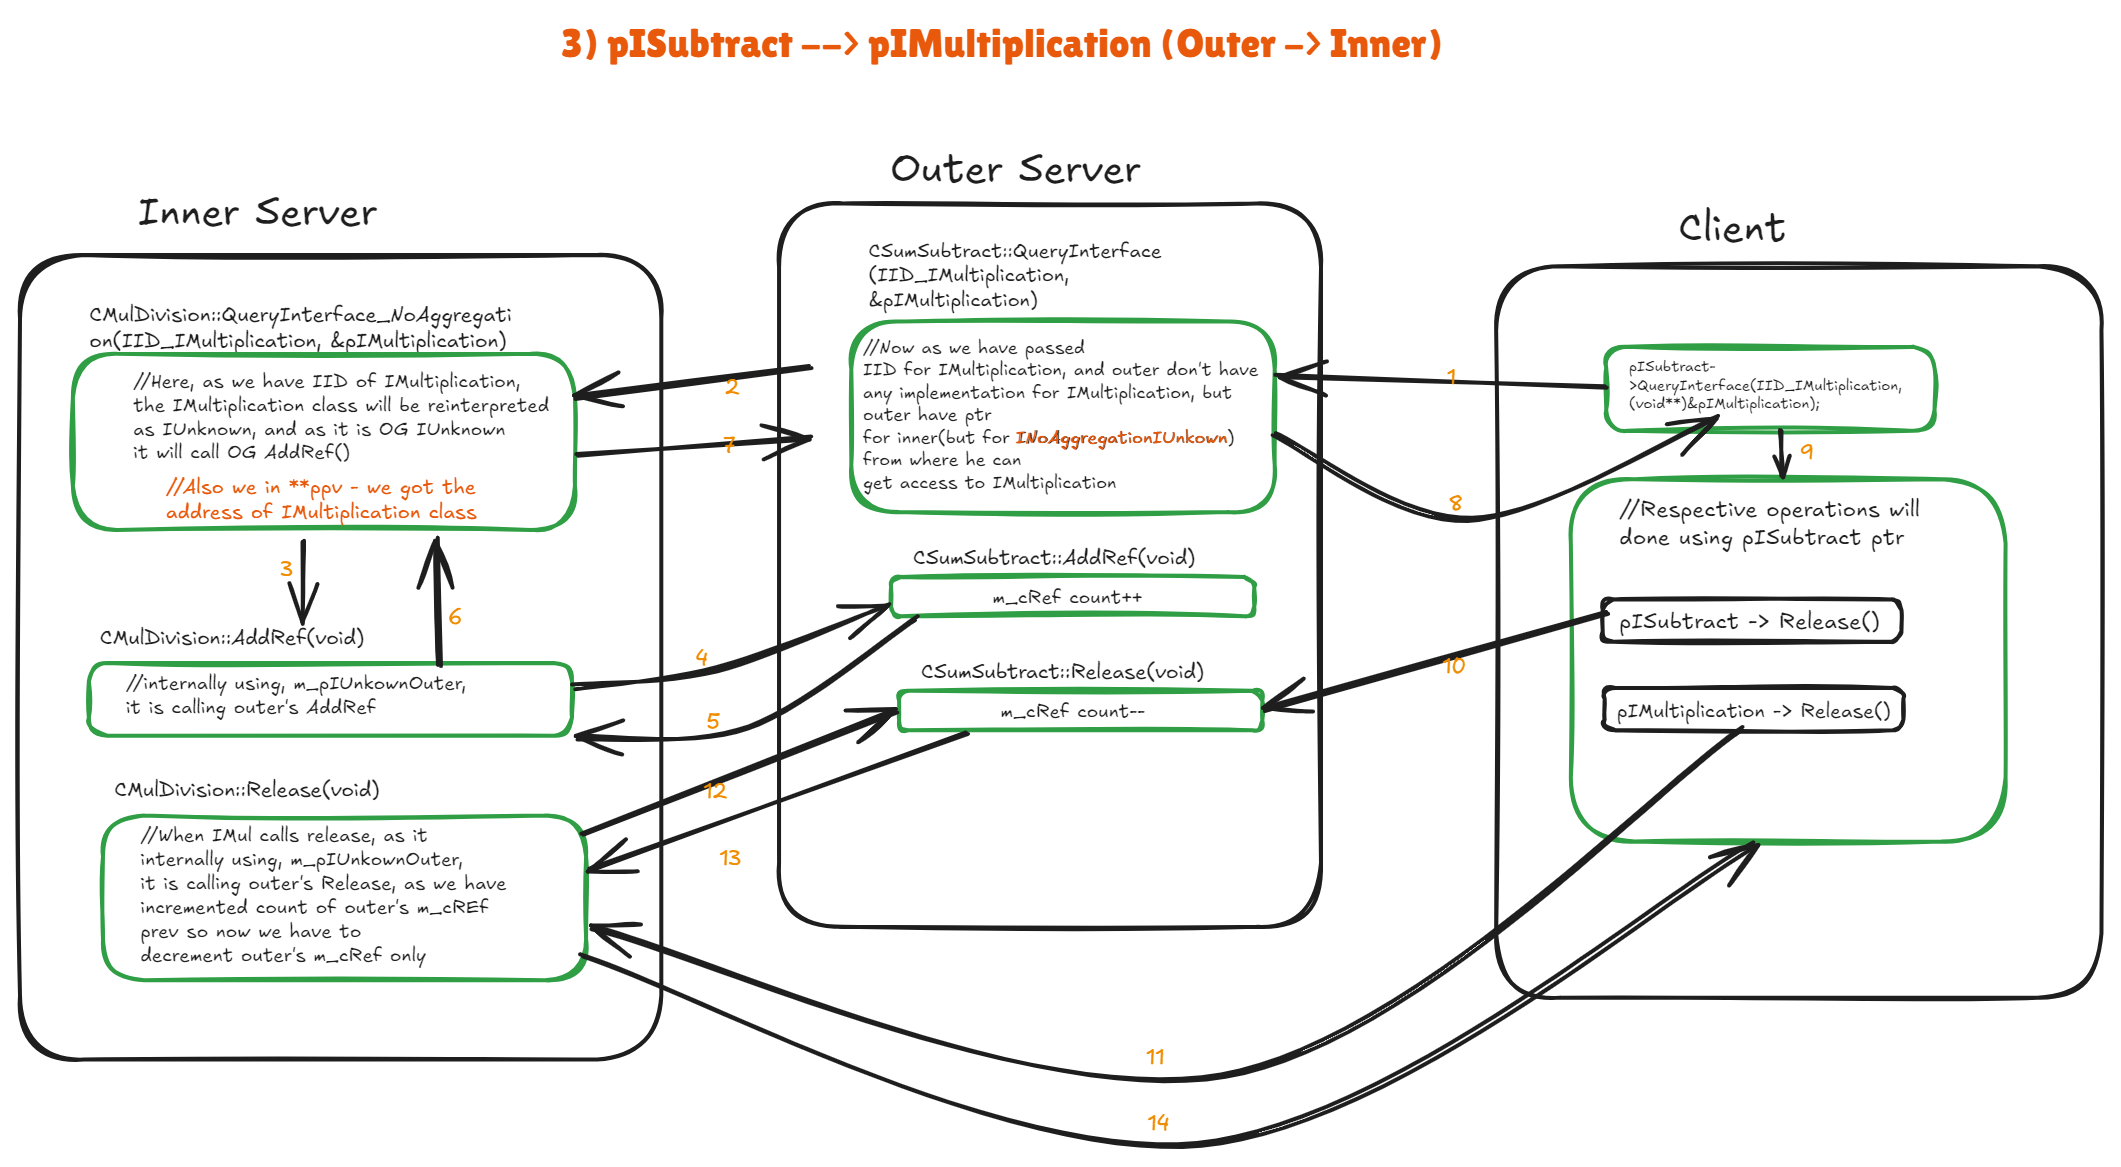 3) pISubtract --> pIMultiplication (Outer -> Inner)
Inner Server
CMulDivision::QueryInterface_NoAggregati
on(IID_IMultiplication, &pIMultiplication)
//Here, as we have IID of IMultiplication,
the IMultiplication class will be reinterpreted
as IUnknown, and as it is OG IUnknown
it will call OG AddRef()
//Also we in **ppv - we got the
address of IMultiplication class
3
6
CMulDivision::AddRef(void)
//internally using, m_pIUnkownOuter,
it is calling outer's AddRef
CMulDivision::Release(void)
//When IMul calls release, as it
internally using, m_pIUnkownOuter,
it is calling outer's Release, as we have
incremented count of outer's m_cREf
prev so now we have to
decrement outer's m_cRef only
2
7
4
5
12
13
Outer Server
CSumSubtract::QueryInterface
(IID_IMultiplication,
&pIMultiplication)
//Now as we have passed
IID for IMultiplication, and outer don't have
any implementation for IMultiplication, but
outer have ptr
for inner(but for INoAggregationIUnkown)
from where he can
get access to IMultiplication
CSumSubtract::AddRef(void)
m_cRef count++
CSumSubtract::Release(void)
m_cRef count--
1
8
10
11
14
Client
pISubtract-
>QueryInterface(IID_IMultiplication,
(void**)&pIMultiplication);
9
//Respective operations will
done using pISubtract ptr
pISubtract -> Release()
pIMultiplication -> Release()